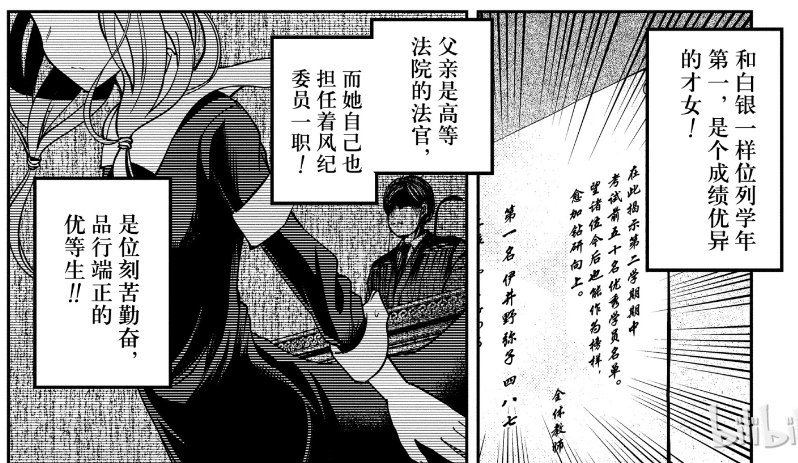 和白银一样位列学年
第一，是个成绩优异
的才女！
在此揭示第二学期期中
考试前五十名优秀学员名单。
望诸位今后也能作为榜样，
愈加钻研向上。
全体教师
第一名 伊井野弥子 四八七
父亲是高等
法院的法官，
而她自己也
担任着风纪
委员一职！
是位刻苦勤奋，
品行端正的
优等生！！
bilibi